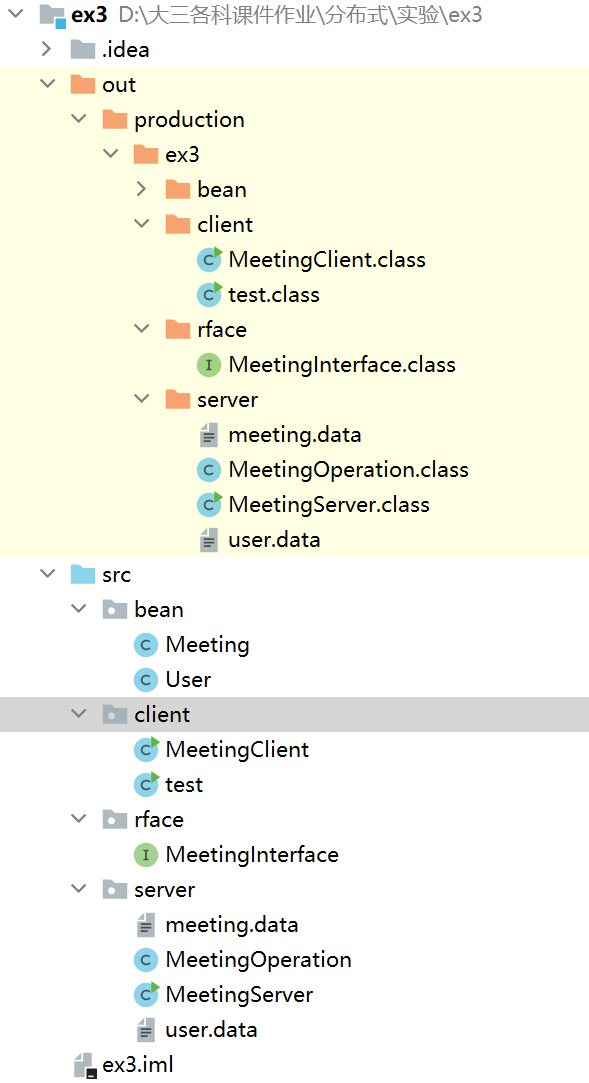 ex3 D:\大三各科课件作业\分布式\实验\ex3
.idea
out
production
ex3
bean
client
MeetingClient.class
test.class
rface
MeetingInterface.class
server
meeting.data
MeetingOperation.class
MeetingServer.class
user.data
src
bean
Meeting
User
client
MeetingClient
test
rface
MeetingInterface
server
meeting.data
MeetingOperation
MeetingServer
user.data
ex3.iml